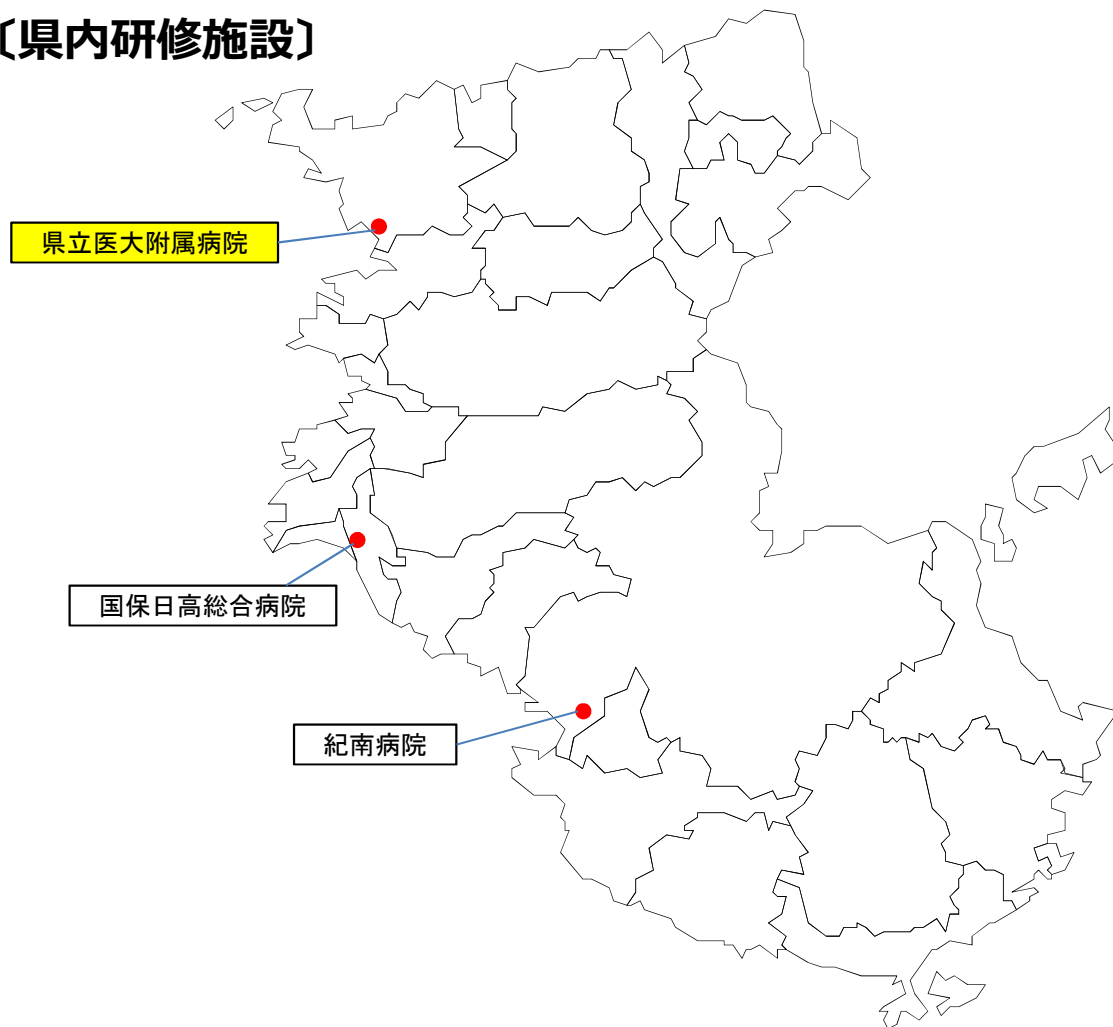 〔県内研修施設〕
県立医大附属病院
国保日高総合病院
紀南病院